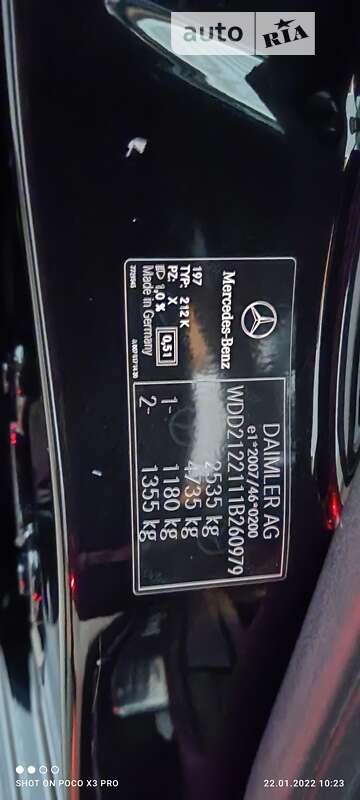 auto RIA
Mercedes-Benz
197
TYP: 212 K
PZ: X
1,0 %
0,51
Made in Germany
DAIMLER AG
e1*2007/46*0200
WDD2122111B260979
2535 kg
4735 kg
1- 1180 kg
2- 1355 kg
SHOT ON POCO X3 PRO
22.01.2022 10:23